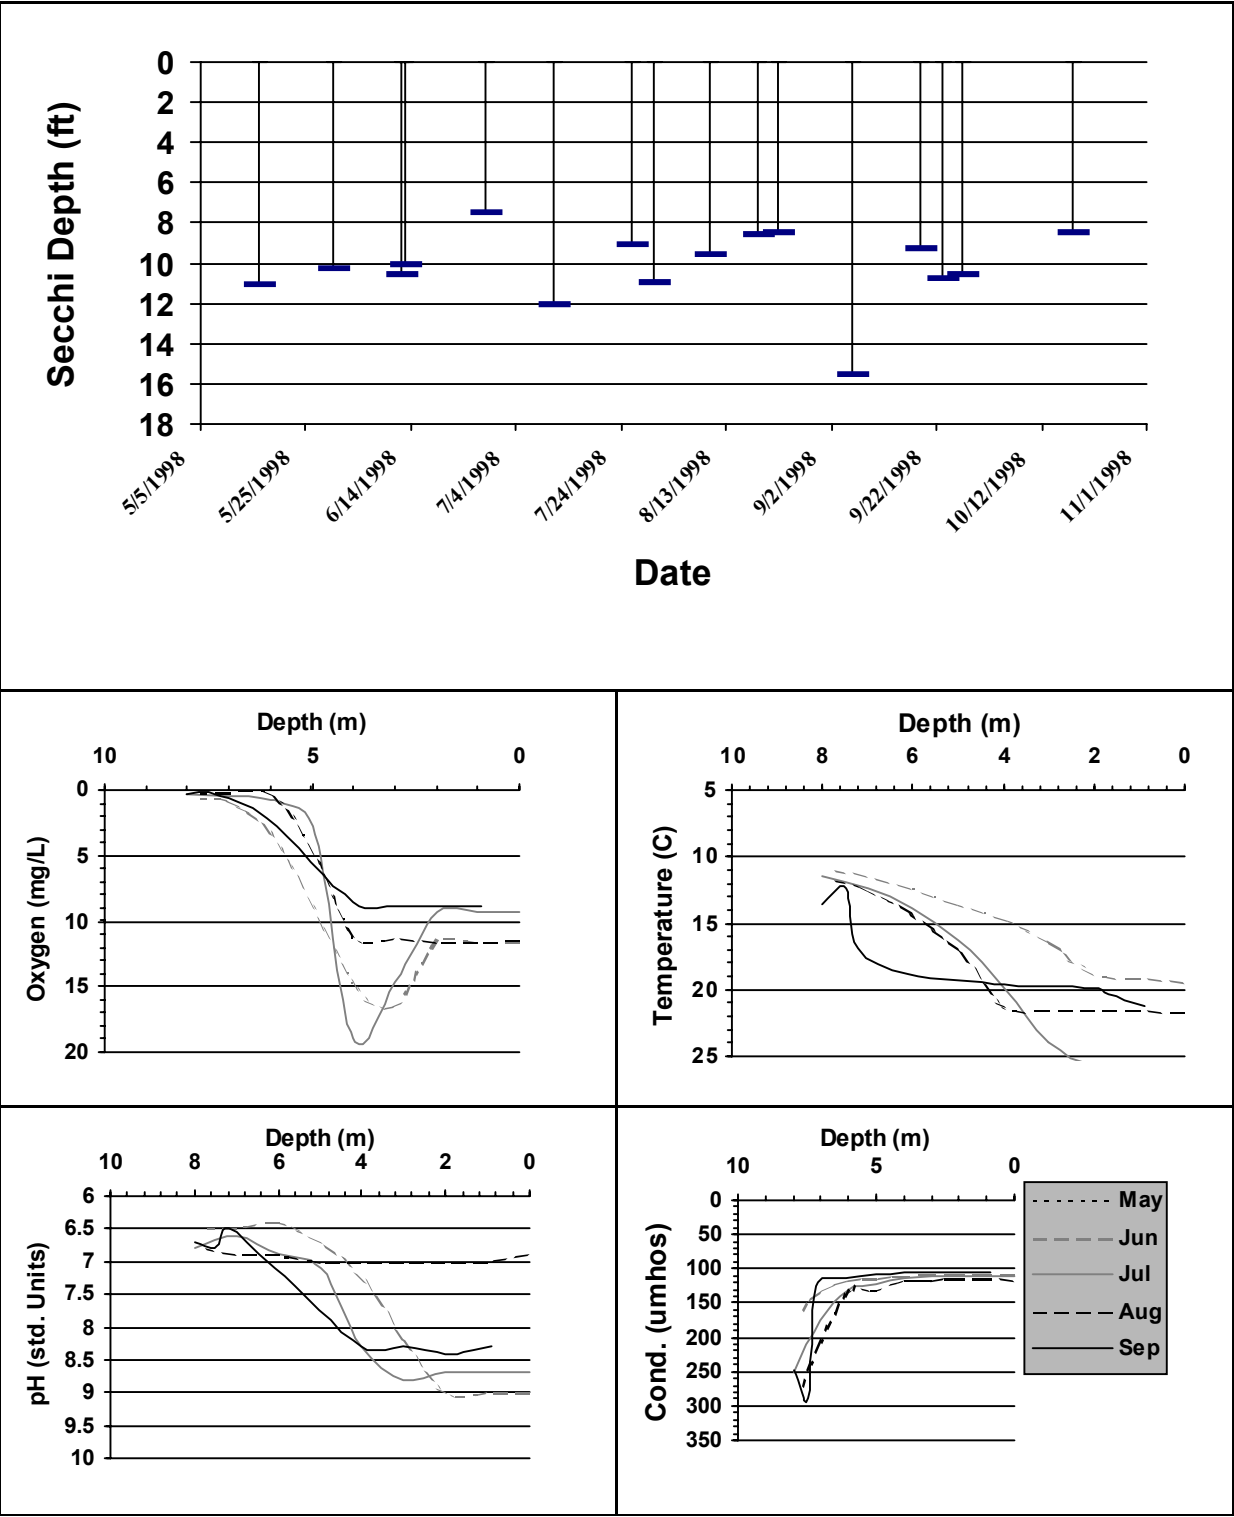 0
2
4
6
8
10
12
14
16
18
Secchi Depth (ft)
5/5/1998
5/25/1998
6/14/1998
7/4/1998
7/24/1998
8/13/1998
9/2/1998
9/22/1998
10/12/1998
11/1/1998
Date
Depth (m)
10 5 0
0
5
10
15
20
Oxygen (mg/L)
Depth (m)
10 8 6 4 2 0
5
10
15
20
25
Temperature (C)
Depth (m)
10 8 6 4 2 0
6
6.5
7
7.5
8
8.5
9
9.5
10
pH (std. Units)
Depth (m)
10 5 0
0
50
100
150
200
250
300
350
Cond. (umhos)
May
Jun
Jul
Aug
Sep